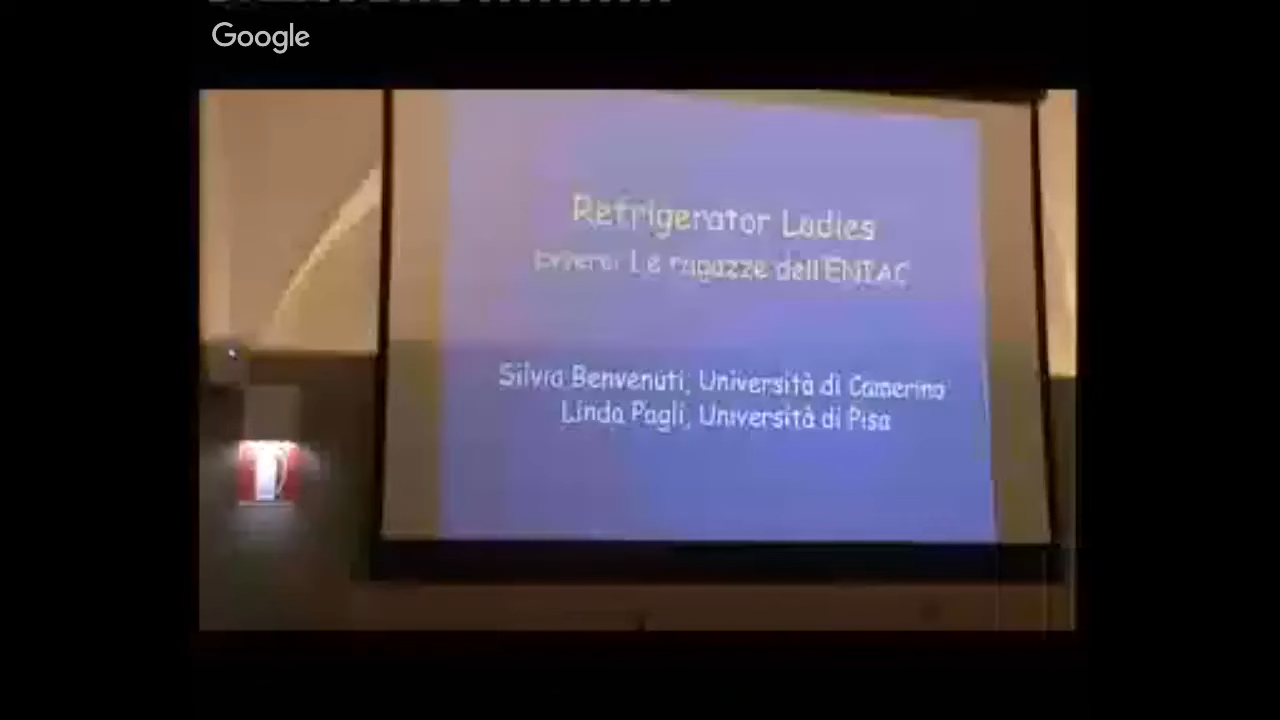 Google
Refrigerator Ladies
ovvero: Le ragazze dell'ENIAC
Silvia Benvenuti, Università di Camerino
Linda Pagli, Università di Pisa